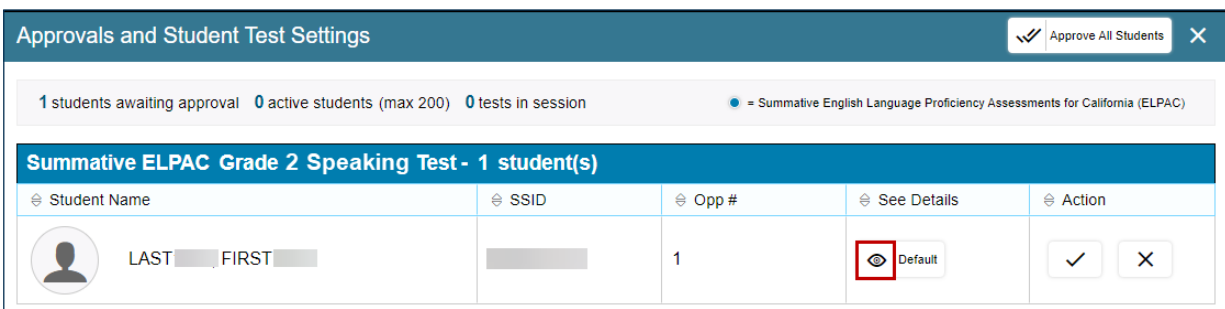 Approvals and Student Test Settings
Approve All Students
1 students awaiting approval 0 active students (max 200) 0 tests in session
= Summative English Language Proficiency Assessments for California (ELPAC)
Summative ELPAC Grade 2 Speaking Test - 1 student(s)
Student Name SSID Opp # See Details Action
LAST , FIRST 1 Default